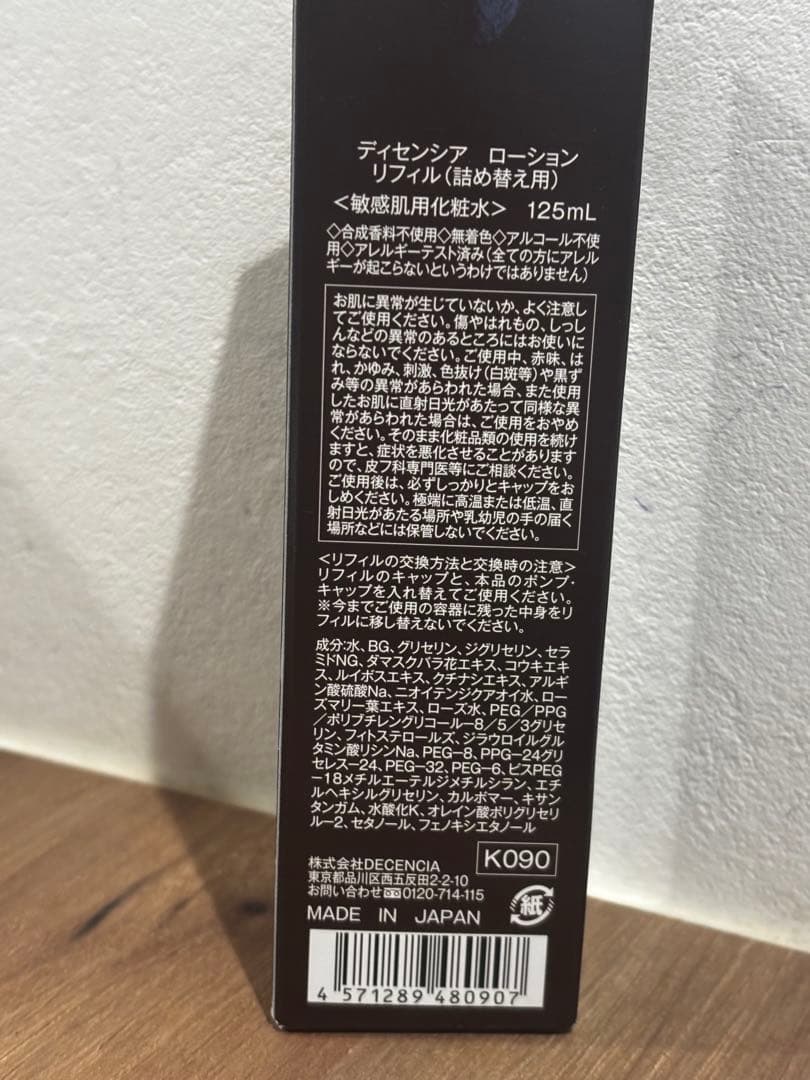 ディセンシア ローション
リフィル(詰め替え用)
<敏感肌用化粧水> 125mL
◇合成香料不使用◇無着色◇アルコール不使
用◇アレルギーテスト済み(全ての方にアレル
ギーが起こらないというわけではありません)
お肌に異常が生じていないか、よく注意し
てご使用ください。傷やはれもの、しっし
んなどの異常のあるところにはお使いに
ならないでください。ご使用中、赤味、は
れ、かゆみ、刺激、色抜け(白斑等)や黒ず
み等の異常があらわれた場合、また使用
したお肌に直射日光があたって同様な異
常があらわれた場合は、ご使用をおやめ
ください。そのまま化粧品類の使用を続け
ますと、症状を悪化させることがあります
ので、皮フ科専門医等にご相談ください。
ご使用後は、必ずしっかりとキャップをお
しめください。極端に高温または低温、直
射日光があたる場所や乳幼児の手の届く
場所などには保管しないでください。
<リフィルの交換方法と交換時の注意>
リフィルのキャップと、本品のポンプ・
キャップを入れ替えてご使用ください。
※今までご使用の容器に残った中身をリ
フィルに移し替えないでください。
成分:水、BG、グリセリン、ジグリセリン、セラ
ミドNG、ダマスクバラ花エキス、コウキエキ
ス、ルイボスエキス、クチナシエキス、アルギ
ン酸硫酸Na、ニオイテンジクアオイ水、ロー
ズマリー葉エキス、ローズ水、PEG/PPG
/ポリブチレングリコール-8/5/3グリセ
リン、フィトステロールズ、ジラウロイルグル
タミン酸リシンNa、PEG-8、PPG-24グリ
セレス-24、PEG-32、PEG-6、ビスPEG
-18メチルエーテルジメチルシラン、エチ
ルヘキシルグリセリン、カルボマー、キサン
タンガム、水酸化K、オレイン酸ポリグリセリ
ル-2、セタノール、フェノキシエタノール
K090
株式会社DECENCIA
東京都品川区西五反田2-2-10
お問い合わせ 0120-714-115
MADE IN JAPAN
紙
4 571289 480907